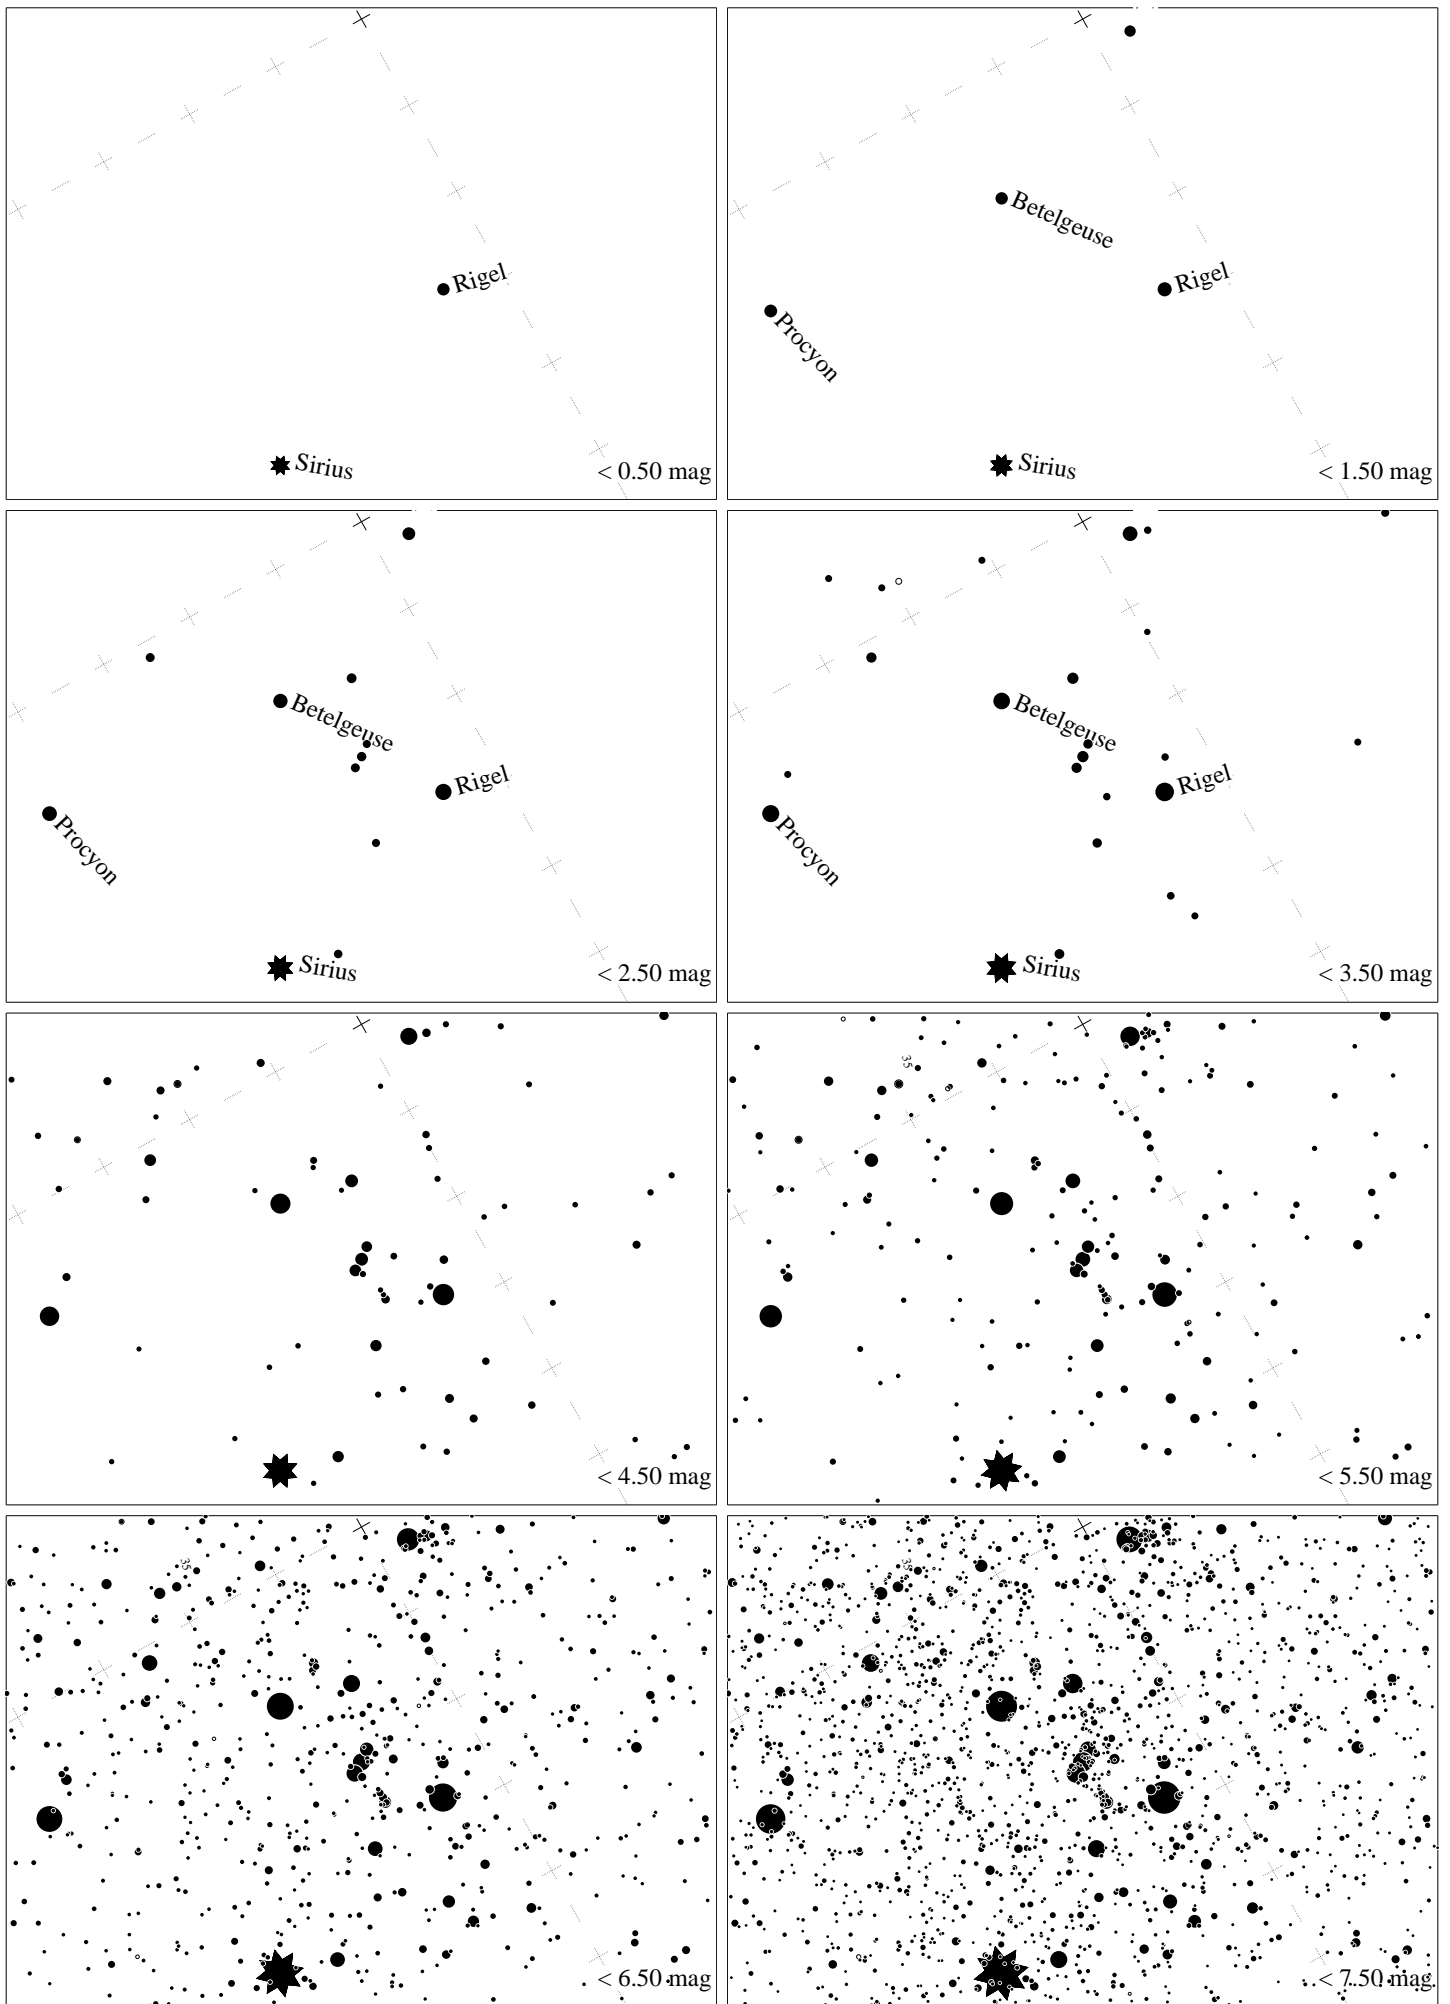 Rigel
Sirius
< 0.50 mag
Betelgeuse
Rigel
Procyon
Sirius
< 1.50 mag
Betelgeuse
Rigel
Procyon
Sirius
< 2.50 mag
Betelgeuse
Rigel
Procyon
Sirius
< 3.50 mag
< 4.50 mag
35
< 5.50 mag
35
< 6.50 mag
35
< 7.50 mag